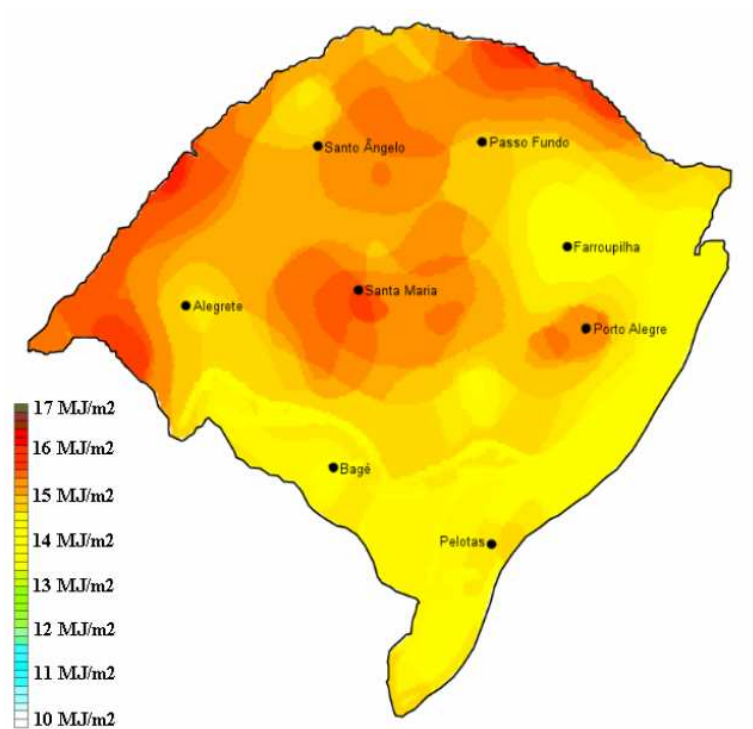 Santo Ângelo
Passo Fundo
Farroupilha
Santa Maria
Alegrete
Porto Alegre
17 MJ/m2
16 MJ/m2
15 MJ/m2
14 MJ/m2
13 MJ/m2
12 MJ/m2
11 MJ/m2
10 MJ/m2
Bagé
Pelotas